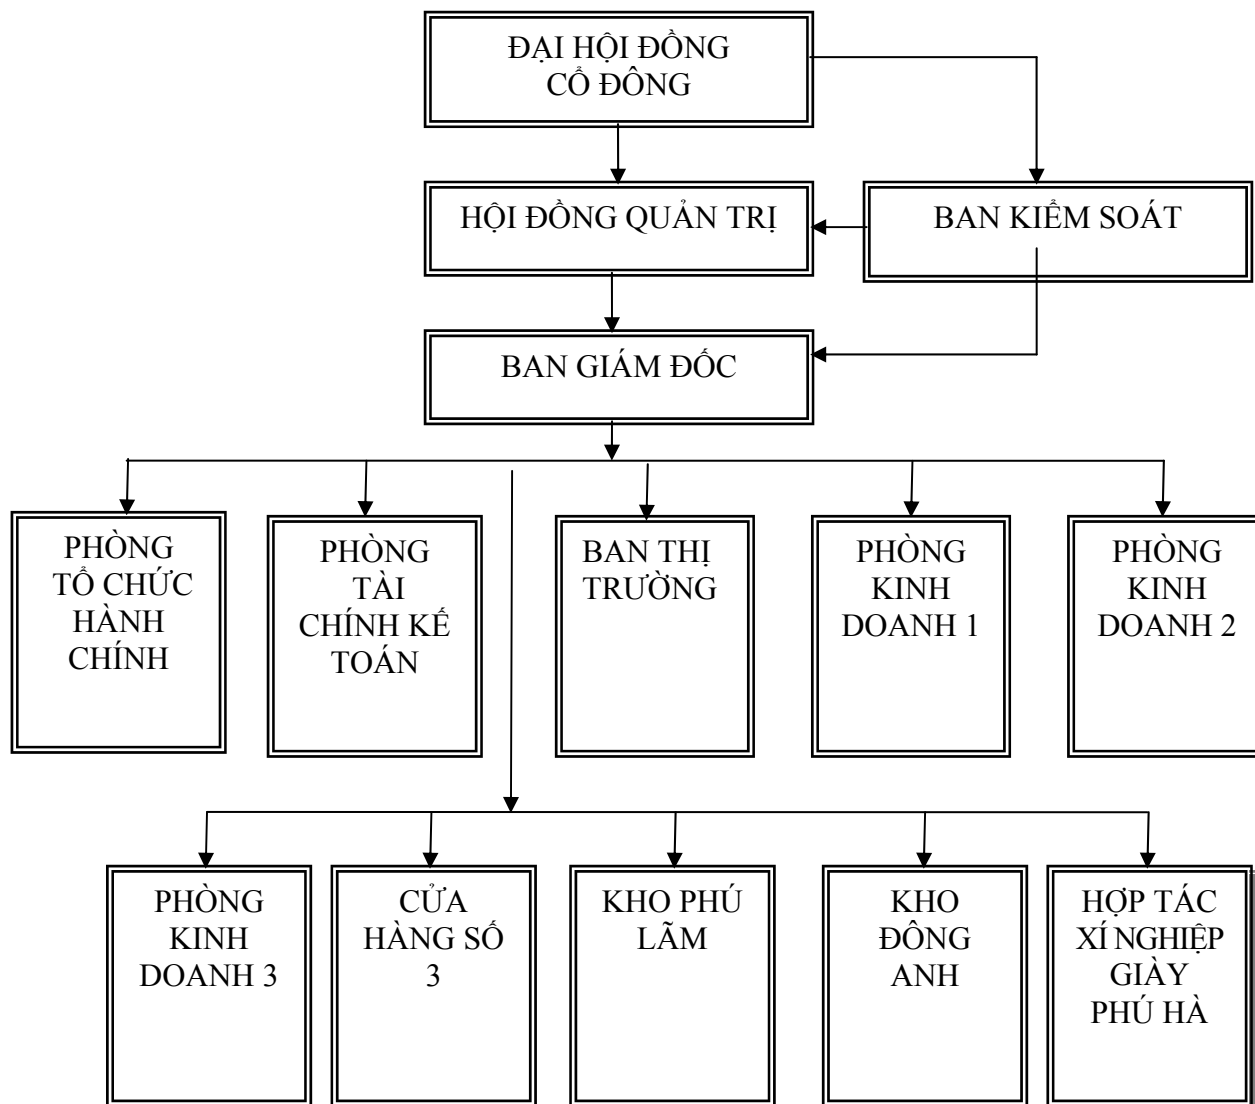 ĐẠI HỘI ĐỒNG
CỔ ĐÔNG
HỘI ĐỒNG QUẢN TRỊ
BAN KIỂM SOÁT
BAN GIÁM ĐỐC
PHÒNG
TỔ CHỨC
HÀNH
CHÍNH
PHÒNG
TÀI
CHÍNH KẾ
TOÁN
BAN THỊ
TRƯỜNG
PHÒNG
KINH
DOANH 1
PHÒNG
KINH
DOANH 2
PHÒNG
KINH
DOANH 3
CỬA
HÀNG SỐ
3
KHO PHÚ
LÃM
KHO
ĐÔNG
ANH
HỢP TÁC
XÍ NGHIỆP
GIÀY
PHÚ HÀ